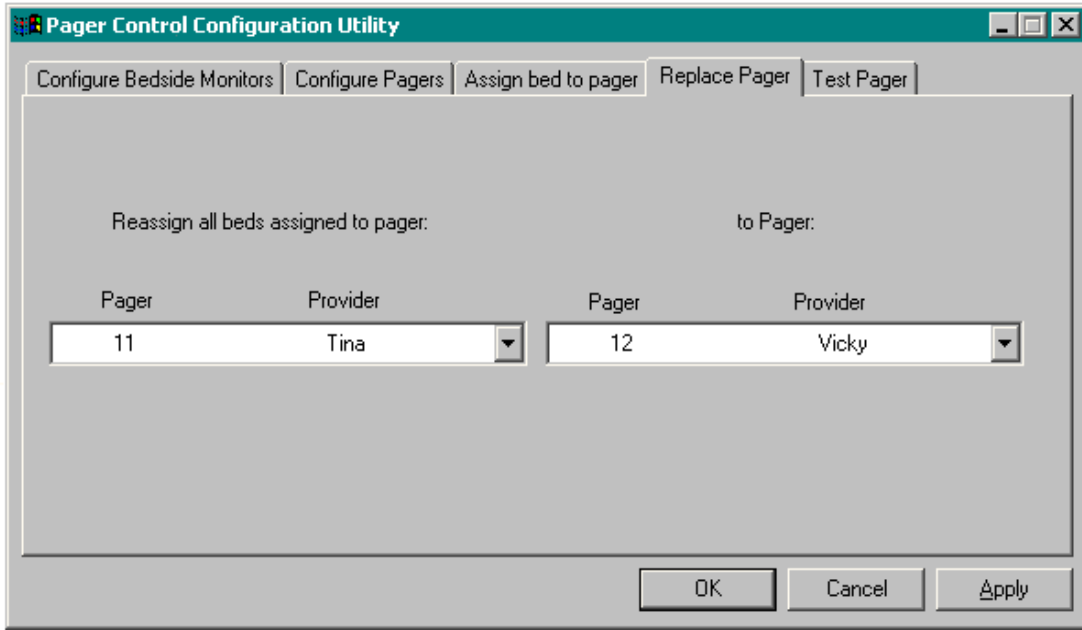 Pager Control Configuration Utility
Configure Bedside Monitors Configure Pagers Assign bed to pager Replace Pager Test Pager
Reassign all beds assigned to pager: to Pager:
Pager Provider Pager Provider
11 Tina 12 Vicky
OK Cancel Apply